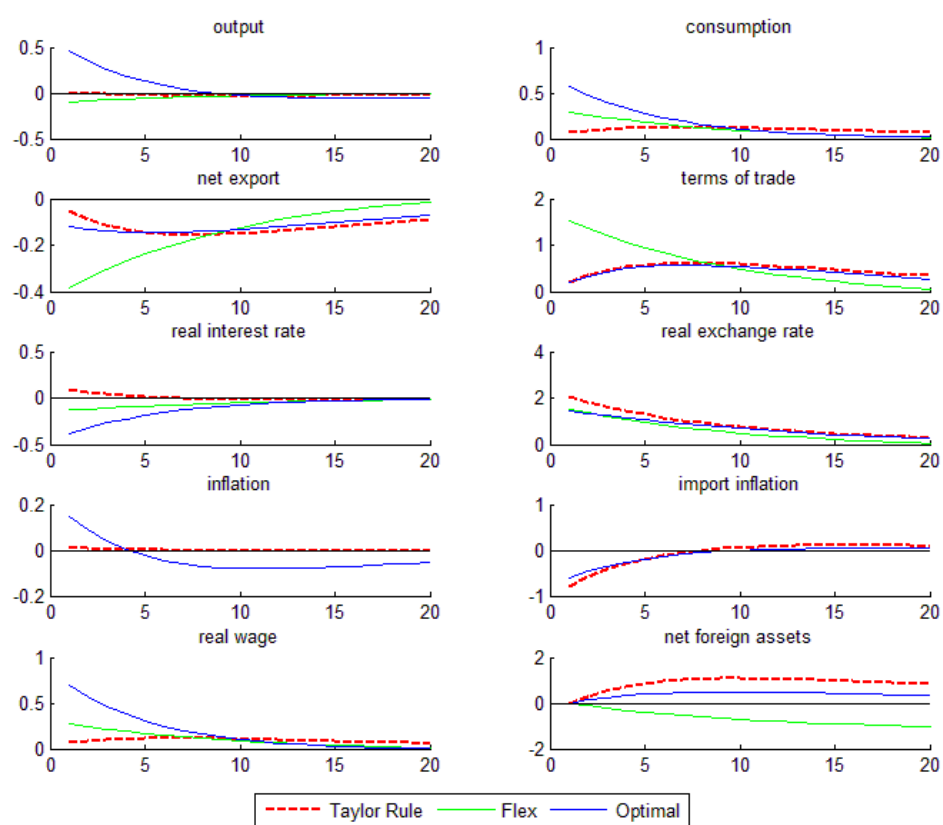 output
0.5
0
-0.5
0 5 10 15 20
consumption
1
0.5
0
0 5 10 15 20
net export
0
-0.2
-0.4
0 5 10 15 20
terms of trade
2
1
0
0 5 10 15 20
real interest rate
0.5
0
-0.5
0 5 10 15 20
real exchange rate
4
2
0
0 5 10 15 20
inflation
0.2
0
-0.2
0 5 10 15 20
import inflation
1
0
-1
0 5 10 15 20
real wage
1
0.5
0
0 5 10 15 20
net foreign assets
2
0
-2
0 5 10 15 20
Taylor Rule Flex Optimal